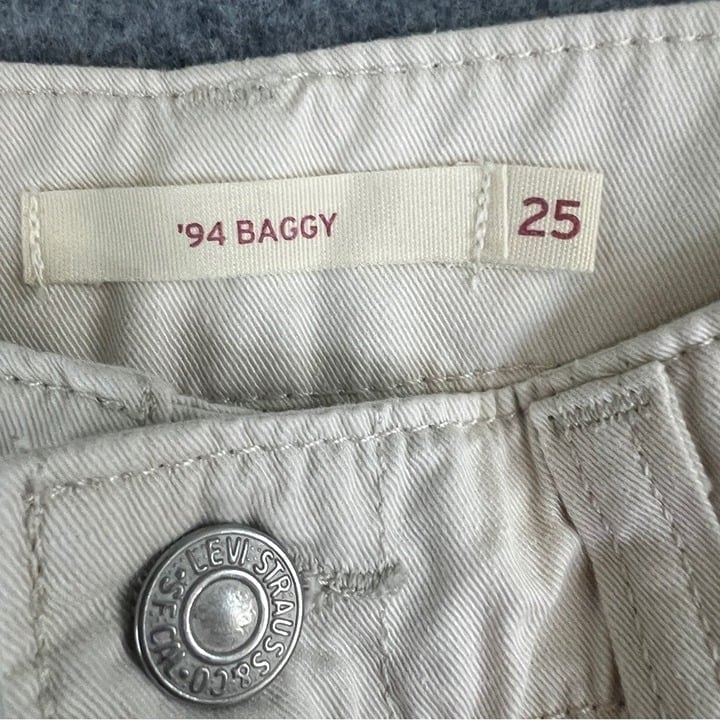 '94 BAGGY
25
LEVI STRAUSS & CO.
S.F. CAL